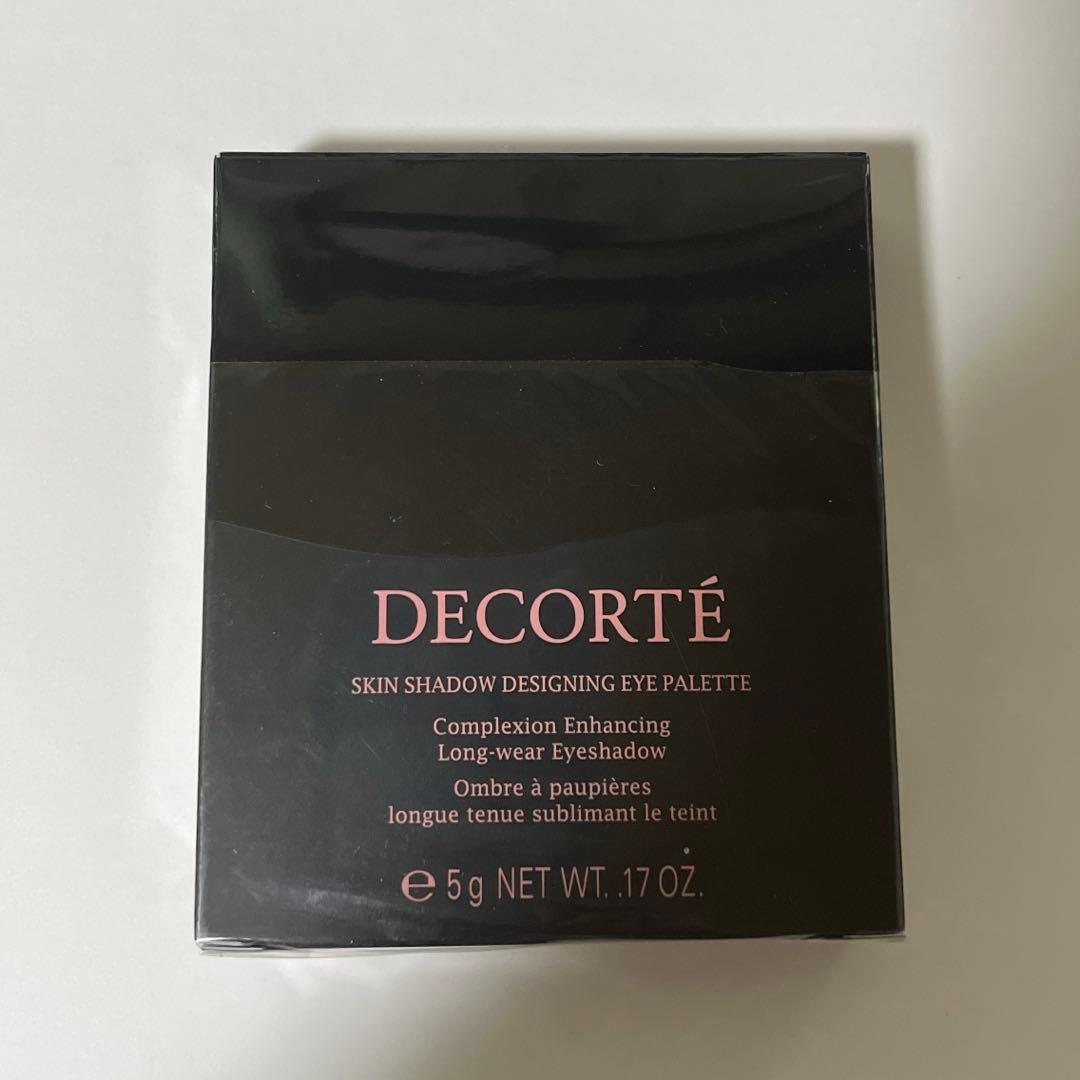 DECORTÉ
SKIN SHADOW DESIGNING EYE PALETTE
Complexion Enhancing
Long-wear Eyeshadow
Ombre à paupières
longue tenue sublimant le teint
℮ 5g NET WT. .17 OZ.